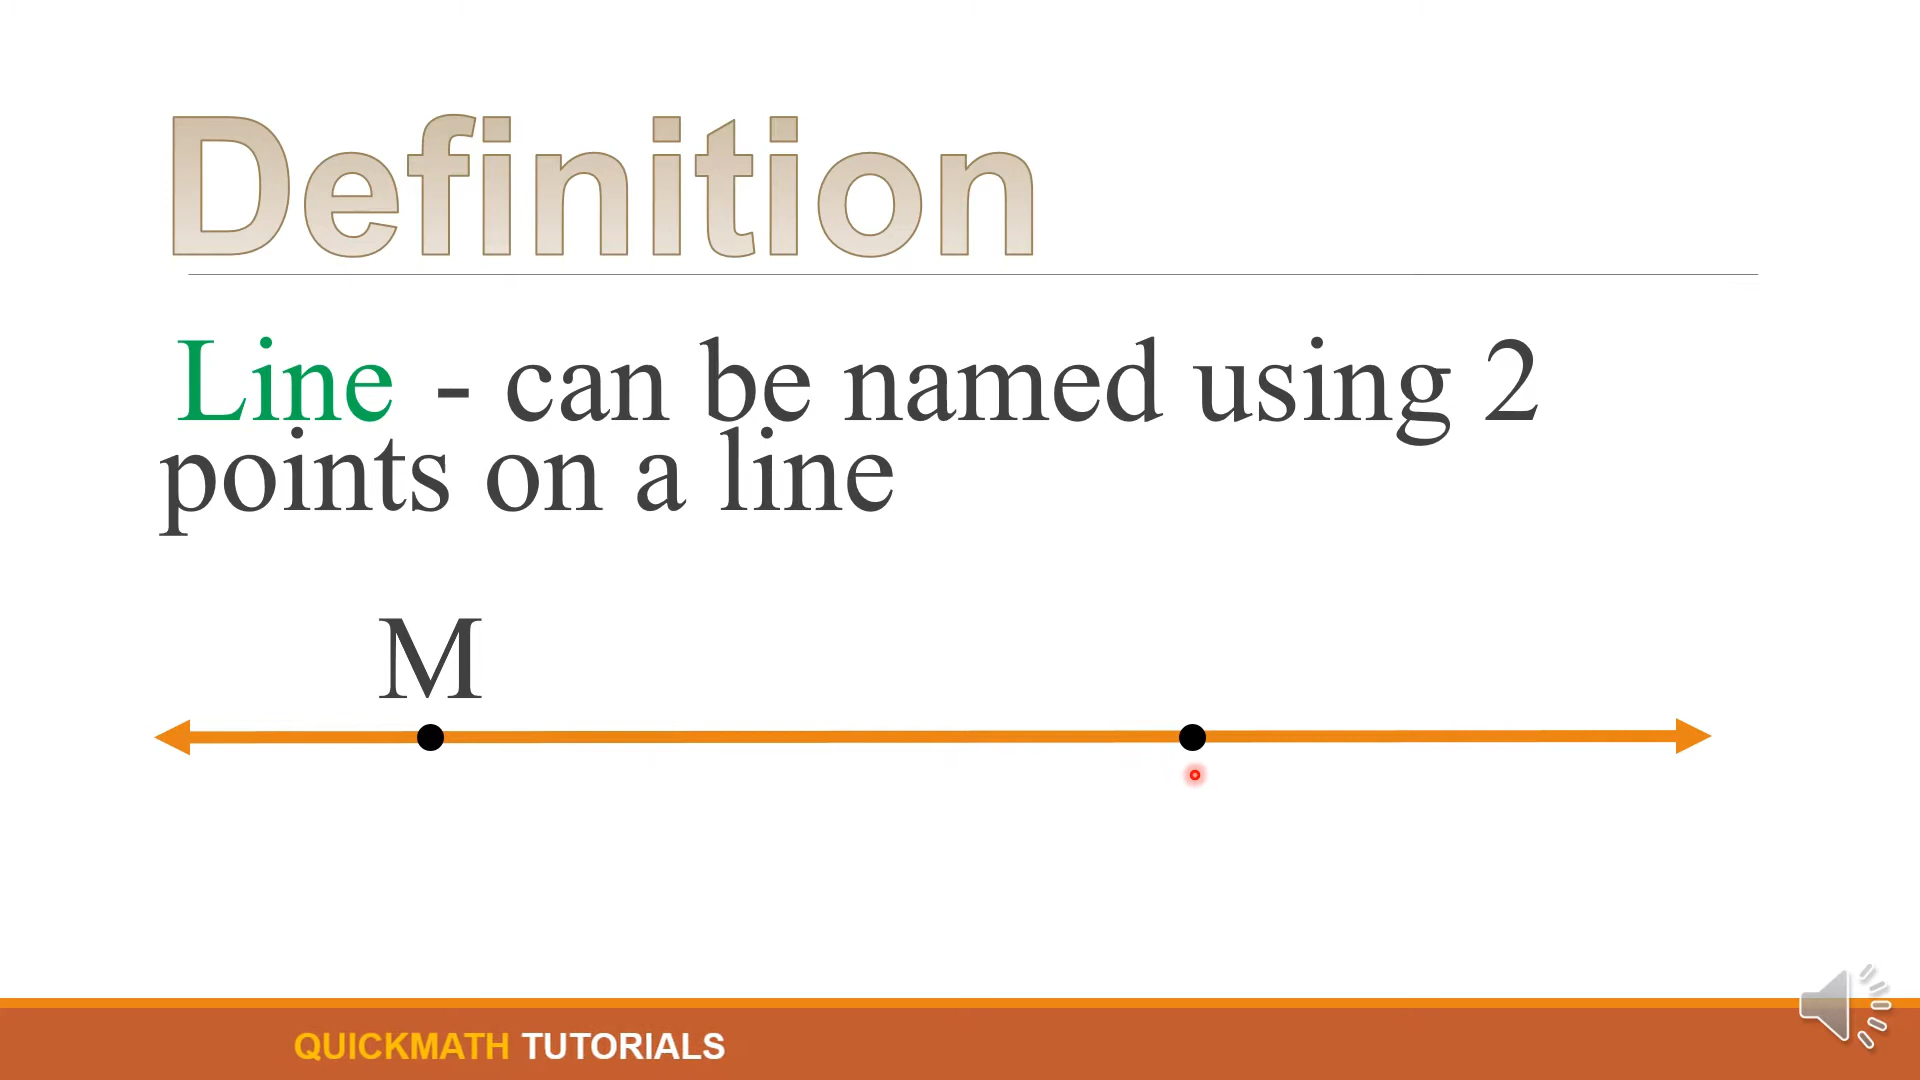 Definition
Line - can be named using 2
points on a line
M
QUICKMATH TUTORIALS